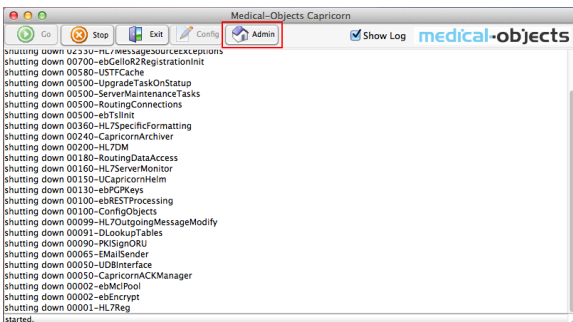 Medical-Objects Capricorn
Go Stop Exit Config Admin Show Log medical-objects
shutting down 02330-HL7MessageSourceExceptions
shutting down 00700-ebGelloR2RegistrationInit
shutting down 00580-USTFCache
shutting down 00500-UpgradeTaskOnStatup
shutting down 00500-ServerMaintenanceTasks
shutting down 00500-RoutingConnections
shutting down 00500-ebTslInit
shutting down 00360-HL7SpecificFormatting
shutting down 00240-CapricornArchiver
shutting down 00200-HL7DM
shutting down 00180-RoutingDataAccess
shutting down 00160-HL7ServerMonitor
shutting down 00150-UCapricornHelm
shutting down 00130-ebPGPKeys
shutting down 00100-ebRESTProcessing
shutting down 00100-ConfigObjects
shutting down 00099-HL7OutgoingMessageModify
shutting down 00091-DLookupTables
shutting down 00090-PKISignORU
shutting down 00065-EMailSender
shutting down 00050-UDBInterface
shutting down 00050-CapricornACKManager
shutting down 00002-ebMclPool
shutting down 00002-ebEncrypt
shutting down 00001-HL7Reg
started.